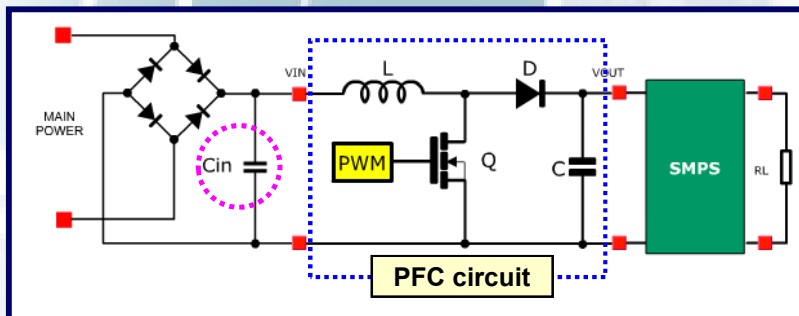 MAIN
POWER
Cin
VIN
L
D
VOUT
PWM
Q
C
SMPS
RL
PFC circuit